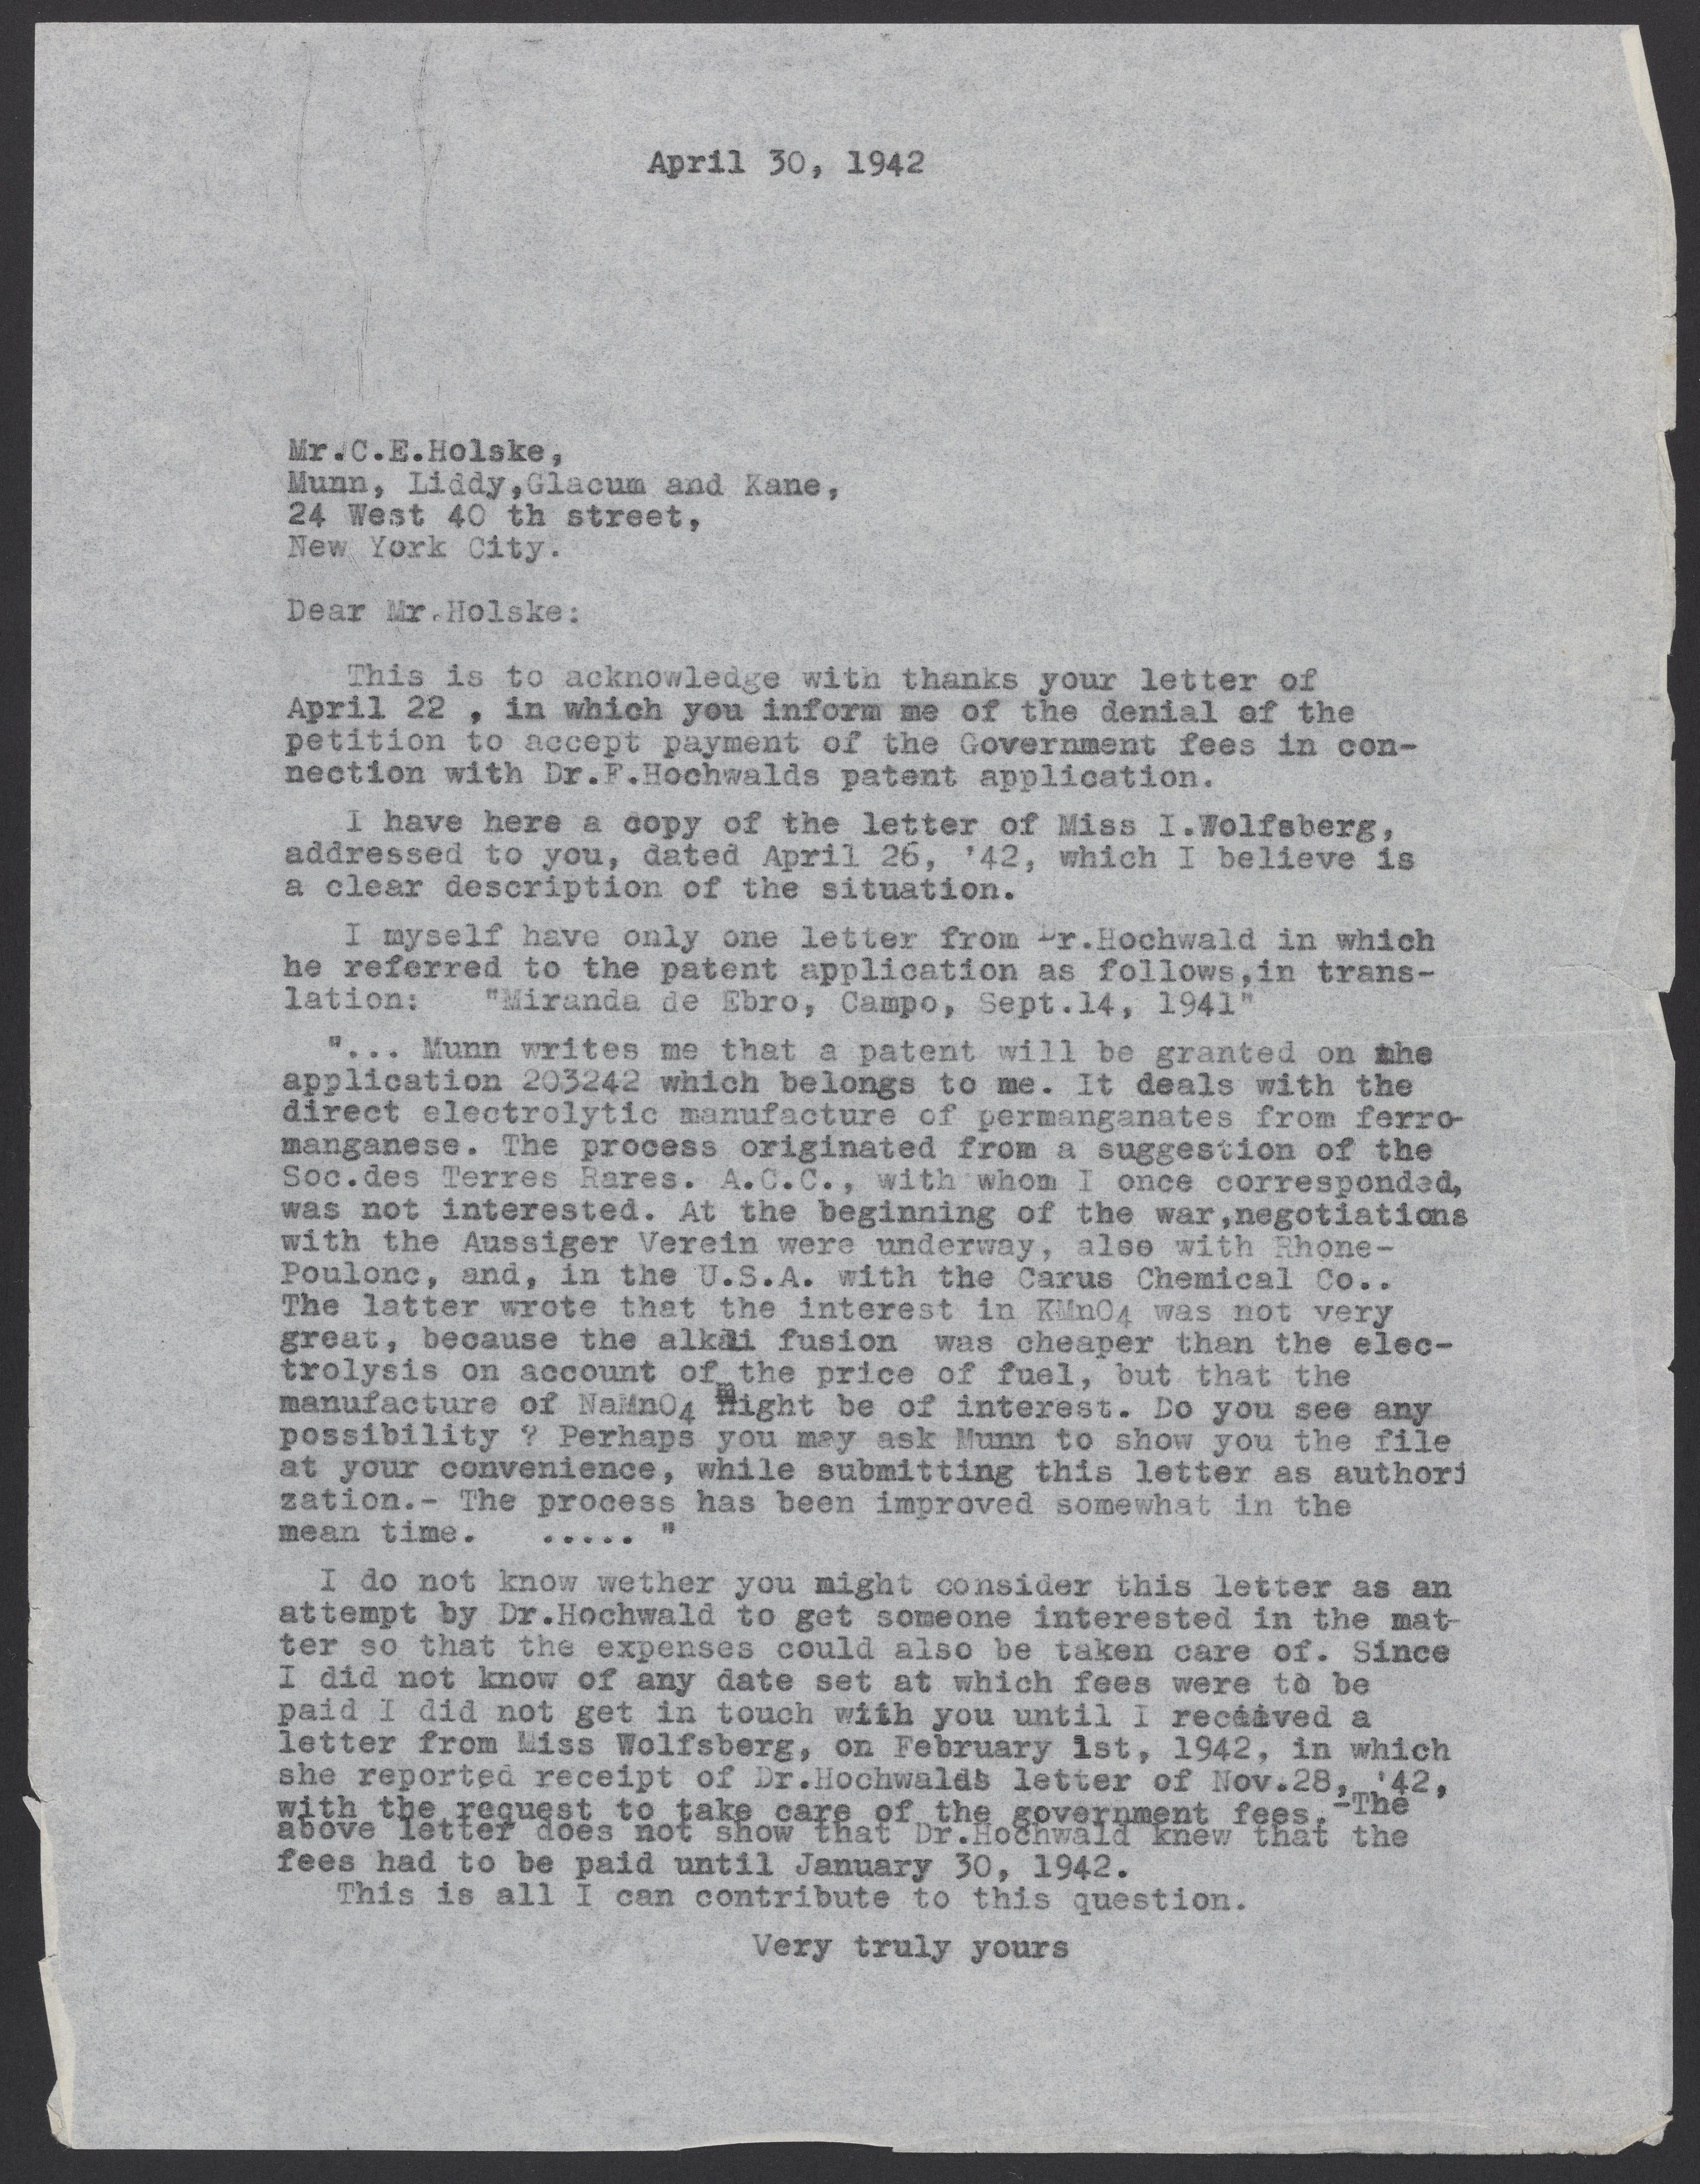 April 30, 1942
Mr.C.E.Holske,
Munn, Liddy,Glacum and Kane,
24 West 40 th street,
New York City.
Dear Mr.Holske:
This is to acknowledge with thanks your letter of
April 22 , in which you inform me of the denial of the
petition to accept payment of the Government fees in con-
nection with Dr.F.Hochwalds patent application.
I have here a copy of the letter of Miss I.Wolfsberg,
addressed to you, dated April 26, '42, which I believe is
a clear description of the situation.
I myself have only one letter from Dr.Hochwald in which
he referred to the patent application as follows,in trans-
lation: "Miranda de Ebro, Campo, Sept.14, 1941"
"... Munn writes me that a patent will be granted on the
application 203242 which belongs to me. It deals with the
direct electrolytic manufacture of permanganates from ferro-
manganese. The process originated from a suggestion of the
Soc.des Terres Rares. A.C.C., with whom I once corresponded,
was not interested. At the beginning of the war,negotiations
with the Aussiger Verein were underway, also with Rhone-
Poulonc, and, in the U.S.A. with the Carus Chemical Co..
The latter wrote that the interest in KMnO4 was not very
great, because the alkali fusion was cheaper than the elec-
trolysis on account of the price of fuel, but that the
manufacture of NaMnO4 might be of interest. Do you see any
possibility ? Perhaps you may ask Munn to show you the file
at your convenience, while submitting this letter as authori
zation.- The process has been improved somewhat in the
mean time. ..... "
I do not know wether you might consider this letter as an
attempt by Dr.Hochwald to get someone interested in the mat-
ter so that the expenses could also be taken care of. Since
I did not know of any date set at which fees were to be
paid I did not get in touch with you until I received a
letter from Miss Wolfsberg, on February 1st, 1942, in which
she reported receipt of Dr.Hochwald's letter of Nov.28, '42,
with the request to take care of the government fees.-The
above letter does not show that Dr.Hochwald knew that the
fees had to be paid until January 30, 1942.
This is all I can contribute to this question.
Very truly yours